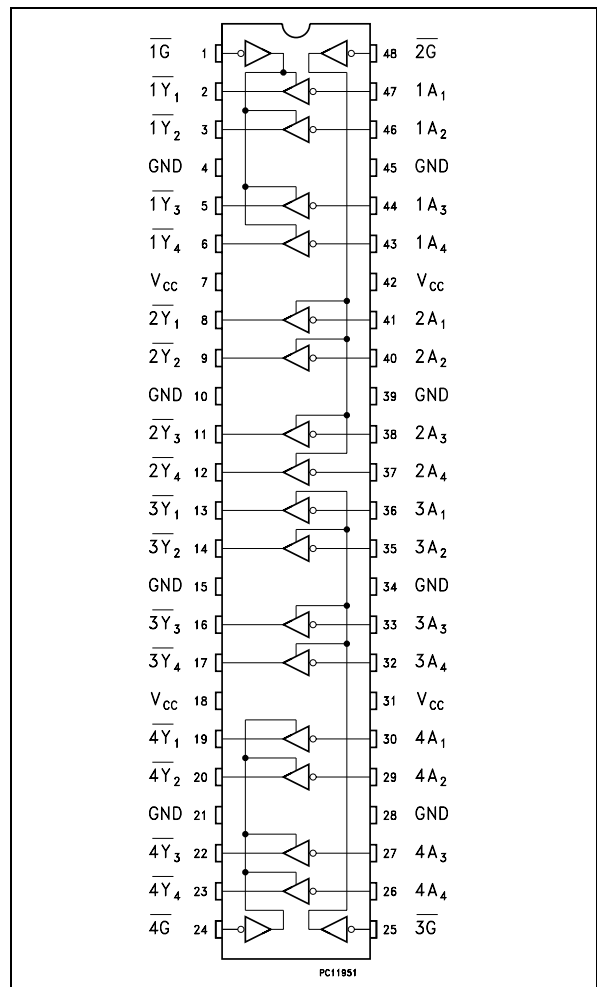 1G 1 48 2G
1Y₁ 2 47 1A₁
1Y₂ 3 46 1A₂
GND 4 45 GND
1Y₃ 5 44 1A₃
1Y₄ 6 43 1A₄
V_CC 7 42 V_CC
2Y₁ 8 41 2A₁
2Y₂ 9 40 2A₂
GND 10 39 GND
2Y₃ 11 38 2A₃
2Y₄ 12 37 2A₄
3Y₁ 13 36 3A₁
3Y₂ 14 35 3A₂
GND 15 34 GND
3Y₃ 16 33 3A₃
3Y₄ 17 32 3A₄
V_CC 18 31 V_CC
4Y₁ 19 30 4A₁
4Y₂ 20 29 4A₂
GND 21 28 GND
4Y₃ 22 27 4A₃
4Y₄ 23 26 4A₄
4G 24 25 3G
PC11951